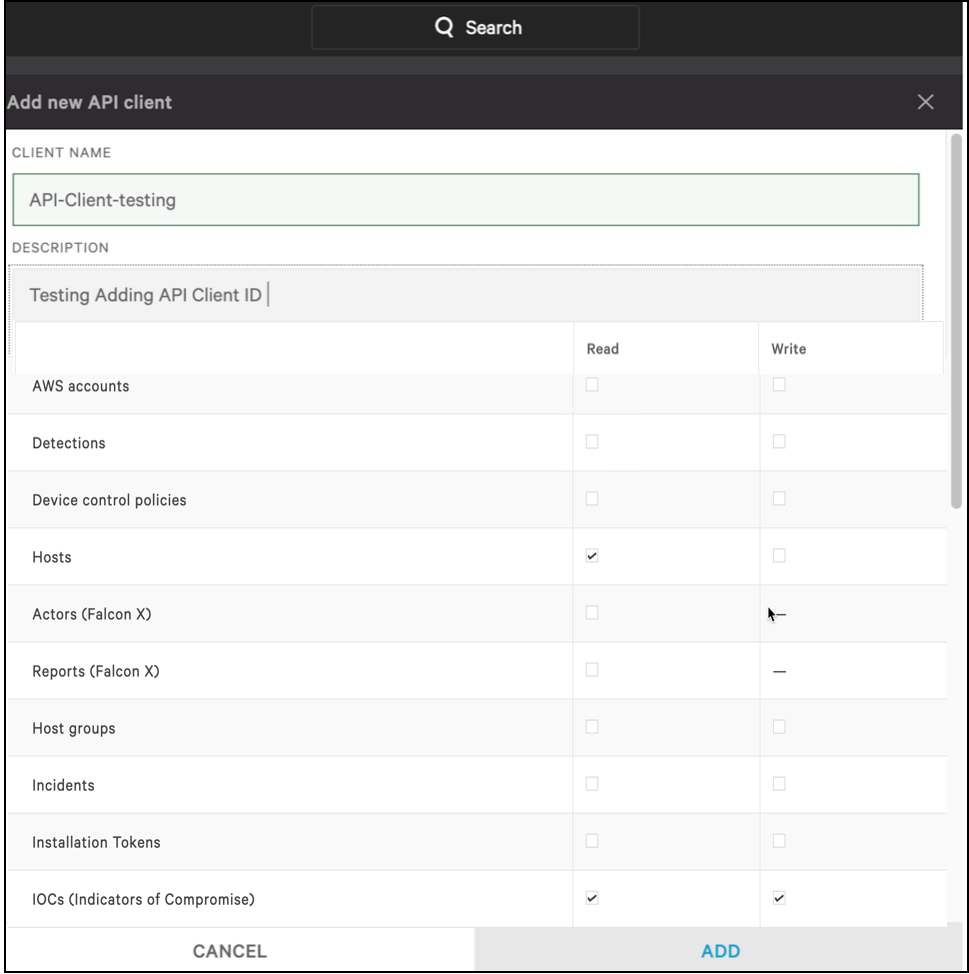 Search
Add new API client
CLIENT NAME
API-Client-testing
DESCRIPTION
Testing Adding API Client ID
Read Write
AWS accounts
Detections
Device control policies
Hosts
Actors (Falcon X)
Reports (Falcon X)
Host groups
Incidents
Installation Tokens
IOCs (Indicators of Compromise)
CANCEL ADD